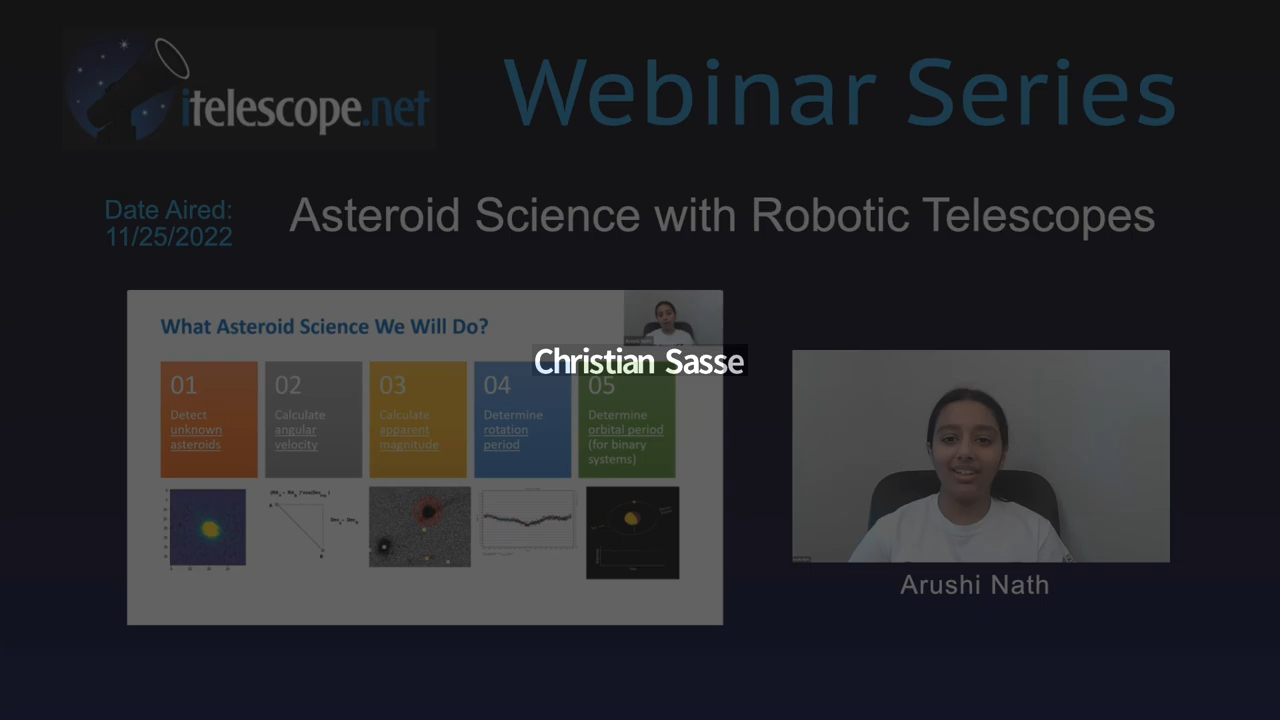 itelescope.net
Webinar Series
Date Aired:
11/25/2022
Asteroid Science with Robotic Telescopes
What Asteroid Science We Will Do?
Christian Sasse
01
Detect
unknown
asteroids
02
Calculate
angular
velocity
03
Calculate
apparent
magnitude
04
Determine
rotation
period
05
Determine
orbital period
(for binary
systems)
Arushi Nath